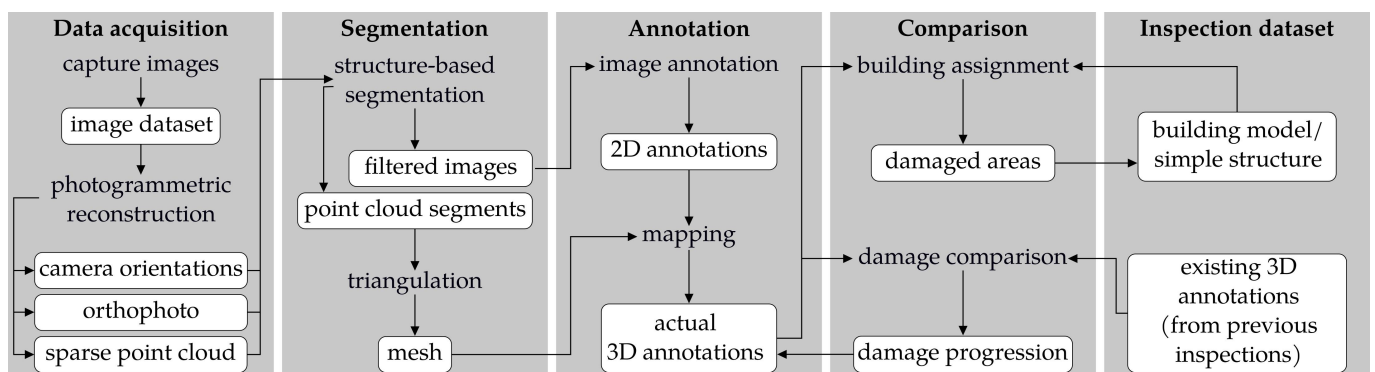 Data acquisition
capture images
image dataset
photogrammetric
reconstruction
camera orientations
orthophoto
sparse point cloud
Segmentation
structure-based
segmentation
filtered images
point cloud segments
triangulation
mesh
Annotation
image annotation
2D annotations
mapping
actual
3D annotations
Comparison
building assignment
damaged areas
damage comparison
damage progression
Inspection dataset
building model/
simple structure
existing 3D
annotations
(from previous
inspections)